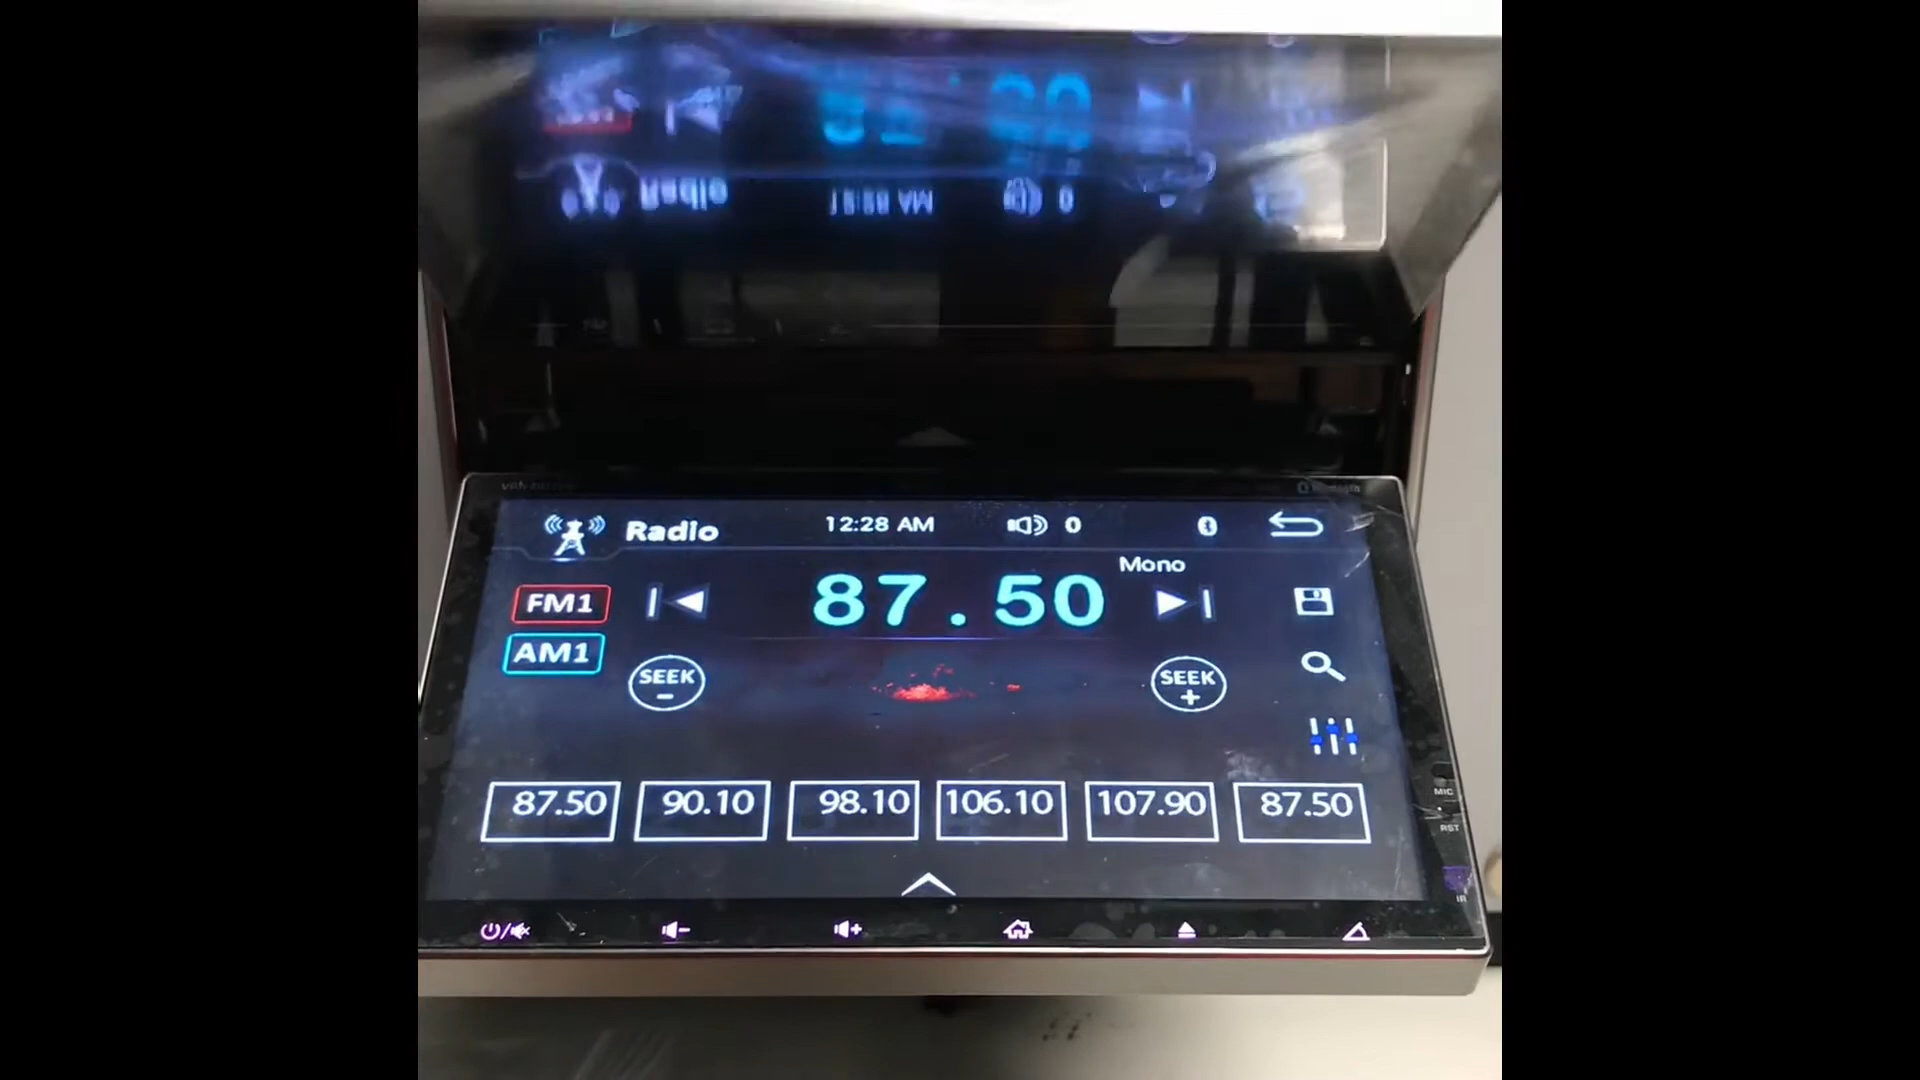 Radio 12:28 AM 0
Mono
FM1 87.50
AM1
SEEK - SEEK +
87.50 90.10 98.10 106.10 107.90 87.50
MIC
RST
IR